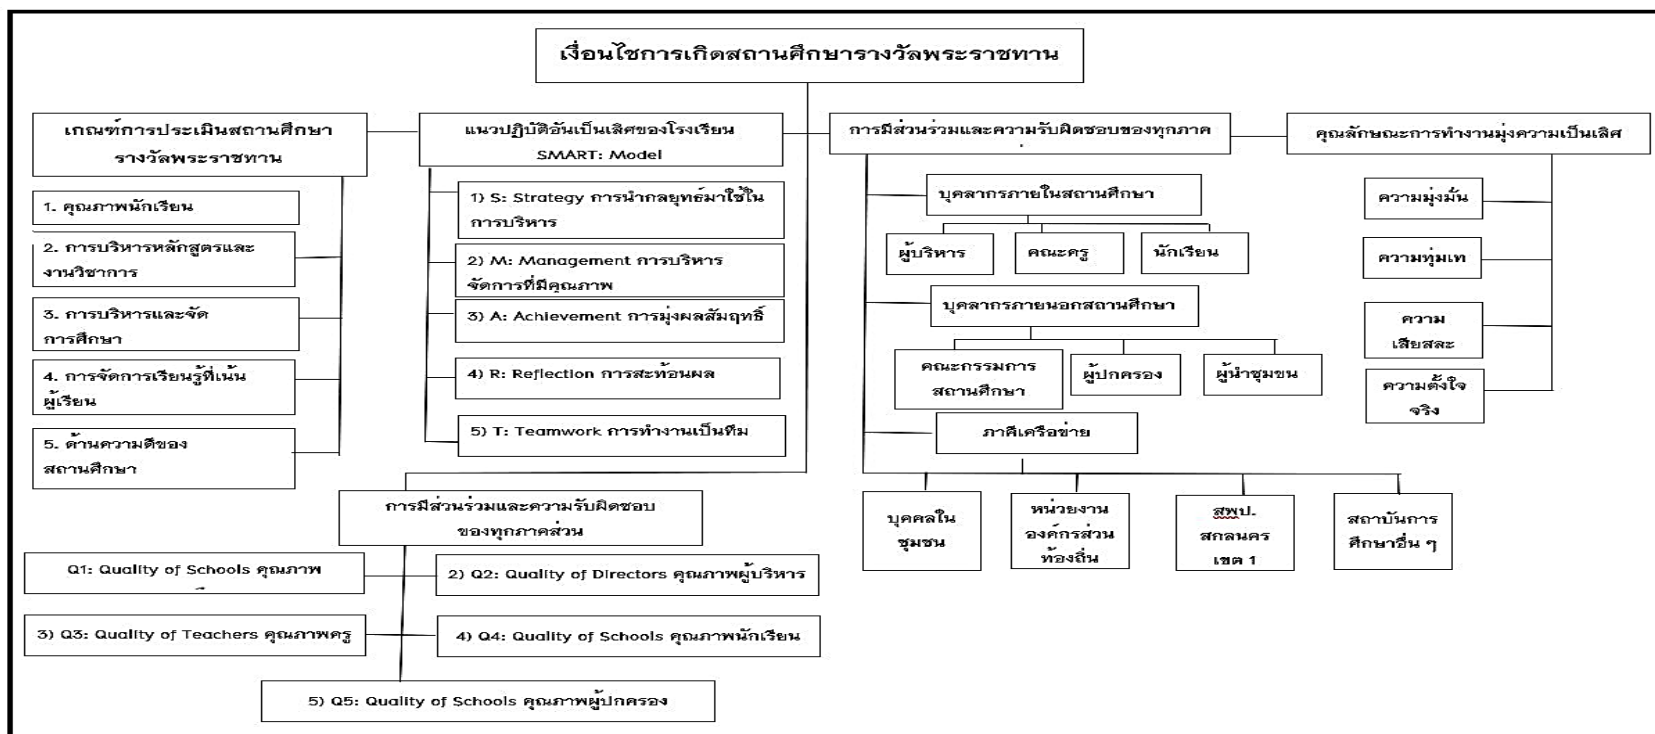 เงื่อนไซการเกิดสถานศึกษารางวัลพระราชทาน
เกณฑ์การประเมินสถานศึกษา
รางวัลพระราชทาน
1. คุณภาพนักเรียน
2. การบริหารหลักสูตรและ
งานวิชาการ
3. การบริหารและจัด
การศึกษา
4. การจัดการเรียนรู้ที่เน้น
ผู้เรียน
5. ด้านความดีของ
สถานศึกษา
แนวปฏิบัติอันเป็นเลิศของโรงเรียน
SMART: Model
1) S: Strategy การนำกลยุทธ์มาใช้ใน
การบริหาร
2) M: Management การบริหาร
จัดการที่มีคุณภาพ
3) A: Achievement การมุ่งผลสัมฤทธิ์
4) R: Reflection การสะท้อนผล
5) T: Teamwork การทำงานเป็นทีม
การมีส่วนร่วมและความรับผิดชอบของทุกภาค
บุคลากรภายในสถานศึกษา
ผู้บริหาร
คณะครู
นักเรียน
บุคลากรภายนอกสถานศึกษา
คณะกรรมการ
สถานศึกษา
ผู้ปกครอง
ผู้นำชุมขน
ภาคีเครือข่าย
บุคคลใน
ชุมชน
หน่วยงาน
องค์กรส่วน
ท้องถิ่น
สพป.
สกลนคร
เขต 1
สถาบันการ
ศึกษาอื่น ๆ
คุณลักษณะการทำงานมุ่งความเป็นเลิศ
ความมุ่งมั่น
ความทุ่มเท
ความ
เสียสละ
ความตั้งใจ
จริง
การมีส่วนร่วมและความรับผิดชอบ
ของทุกภาคส่วน
Q1: Quality of Schools คุณภาพ
2) Q2: Quality of Directors คุณภาพผู้บริหาร
3) Q3: Quality of Teachers คุณภาพครู
4) Q4: Quality of Schools คุณภาพนักเรียน
5) Q5: Quality of Schools คุณภาพผู้ปกครอง